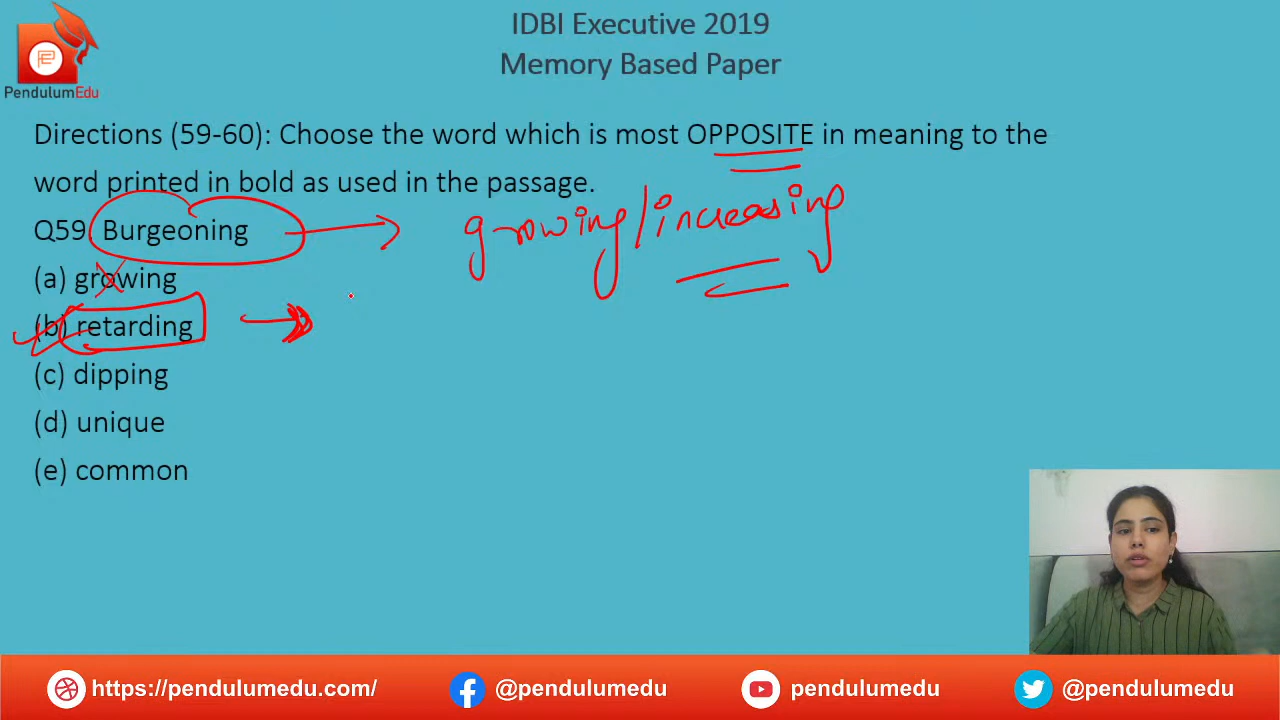 IDBI Executive 2019
Memory Based Paper
PE
PendulumEdu
Directions (59-60): Choose the word which is most OPPOSITE in meaning to the
word printed in bold as used in the passage.
Q59. Burgeoning
growing/increasing
(a) growing
(b) retarding
(c) dipping
(d) unique
(e) common
https://pendulumedu.com/
@pendulumedu
pendulumedu
@pendulumedu